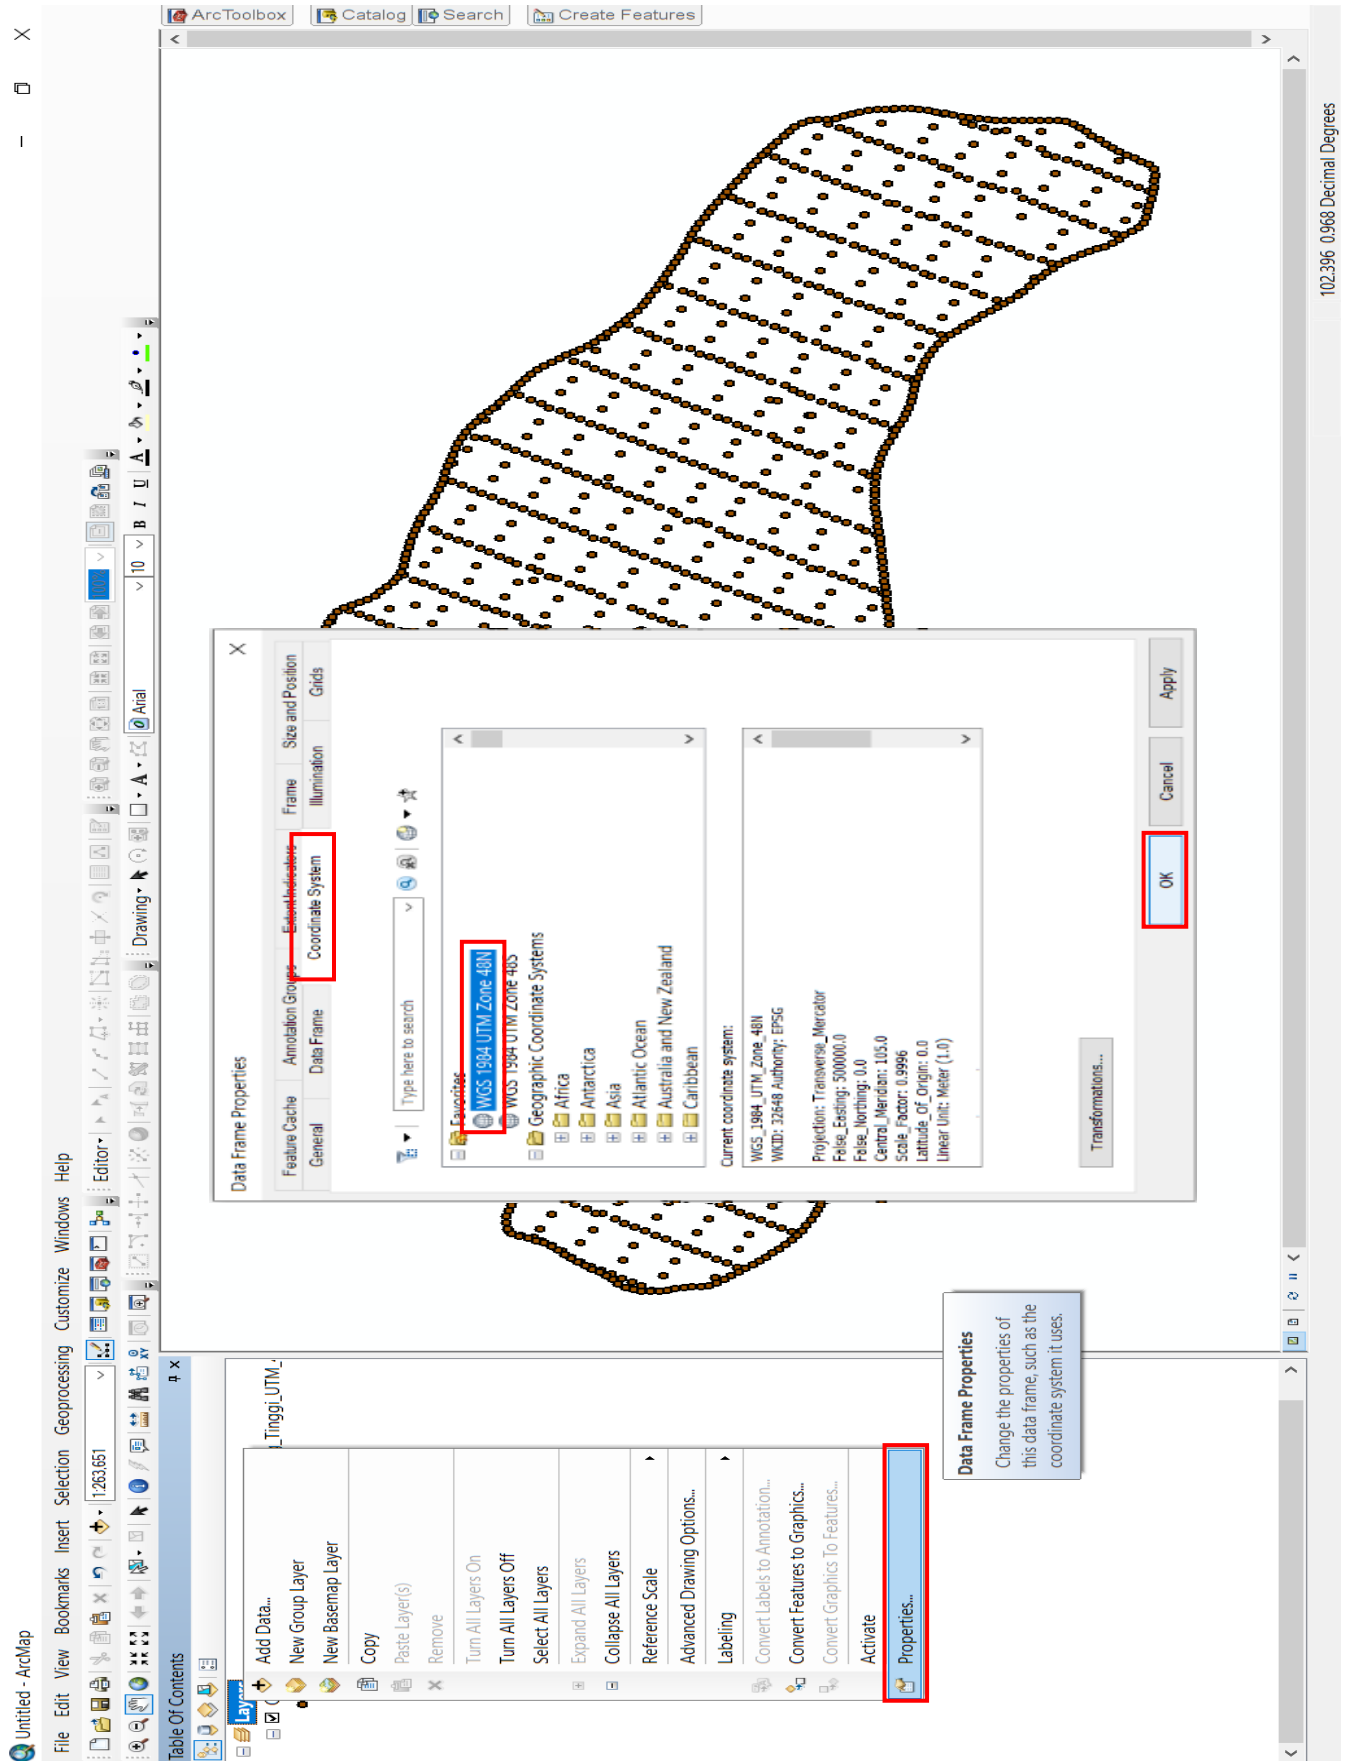 Untitled - ArcMap
File Edit View Bookmarks Insert Selection Geoprocessing Customize Windows Help
1:263,651
Editor
100%
Drawing
Arial
10
B I U A
Table Of Contents
Layers
_Tinggi_UTM_
Add Data...
New Group Layer
New Basemap Layer
Copy
Paste Layer(s)
Remove
Turn All Layers On
Turn All Layers Off
Select All Layers
Expand All Layers
Collapse All Layers
Reference Scale
Advanced Drawing Options...
Labeling
Convert Labels to Annotation...
Convert Features to Graphics...
Convert Graphics To Features...
Activate
Properties...
Data Frame Properties
Change the properties of
this data frame, such as the
coordinate system it uses.
Data Frame Properties
Feature Cache Annotation Groups Extent Indicators Frame Size and Position
General Data Frame Coordinate System Illumination Grids
Type here to search
Favorites
WGS 1984 UTM Zone 48N
WGS 1984 UTM Zone 48S
Geographic Coordinate Systems
Africa
Antarctica
Asia
Atlantic Ocean
Australia and New Zealand
Caribbean
Current coordinate system:
WGS_1984_UTM_Zone_48N
WKID: 32648 Authority: EPSG
Projection: Transverse_Mercator
False_Easting: 500000.0
False_Northing: 0.0
Central_Meridian: 105.0
Scale_Factor: 0.9996
Latitude_Of_Origin: 0.0
Linear Unit: Meter (1.0)
Transformations...
OK Cancel Apply
ArcToolbox
Catalog
Search
Create Features
102.396 0.968 Decimal Degrees